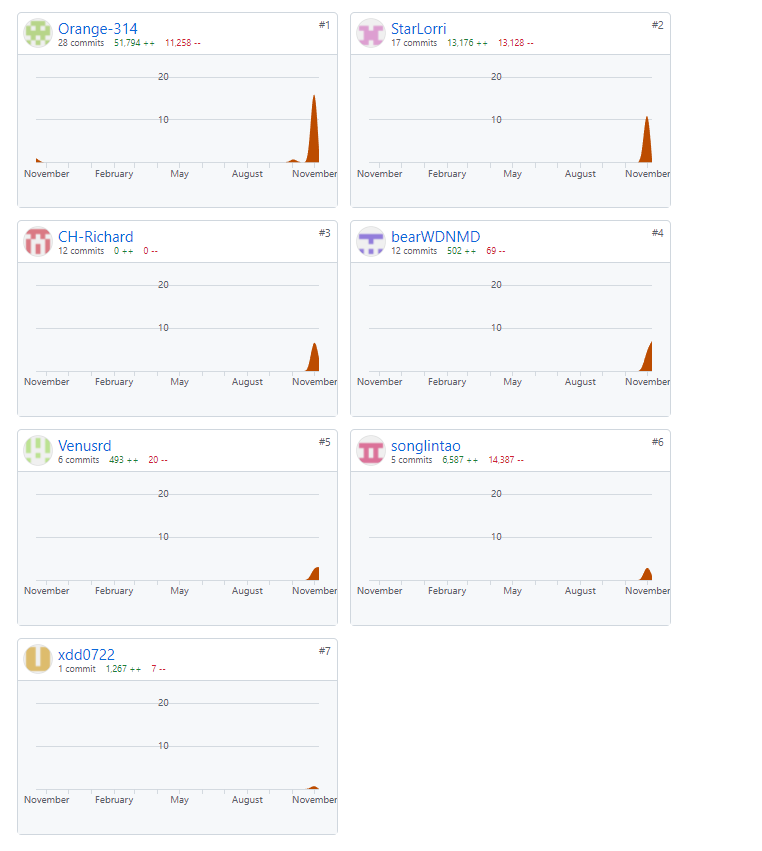 Orange-314 #1
28 commits 51,794 ++ 11,258 --
20
10
November February May August November
StarLorri #2
17 commits 13,176 ++ 13,128 --
20
10
November February May August November
CH-Richard #3
12 commits 0 ++ 0 --
20
10
November February May August November
bearWDNMD #4
12 commits 502 ++ 69 --
20
10
November February May August November
Venusrd #5
6 commits 493 ++ 20 --
20
10
November February May August November
songlintao #6
5 commits 6,587 ++ 14,387 --
20
10
November February May August November
xdd0722 #7
1 commit 1,267 ++ 7 --
20
10
November February May August November